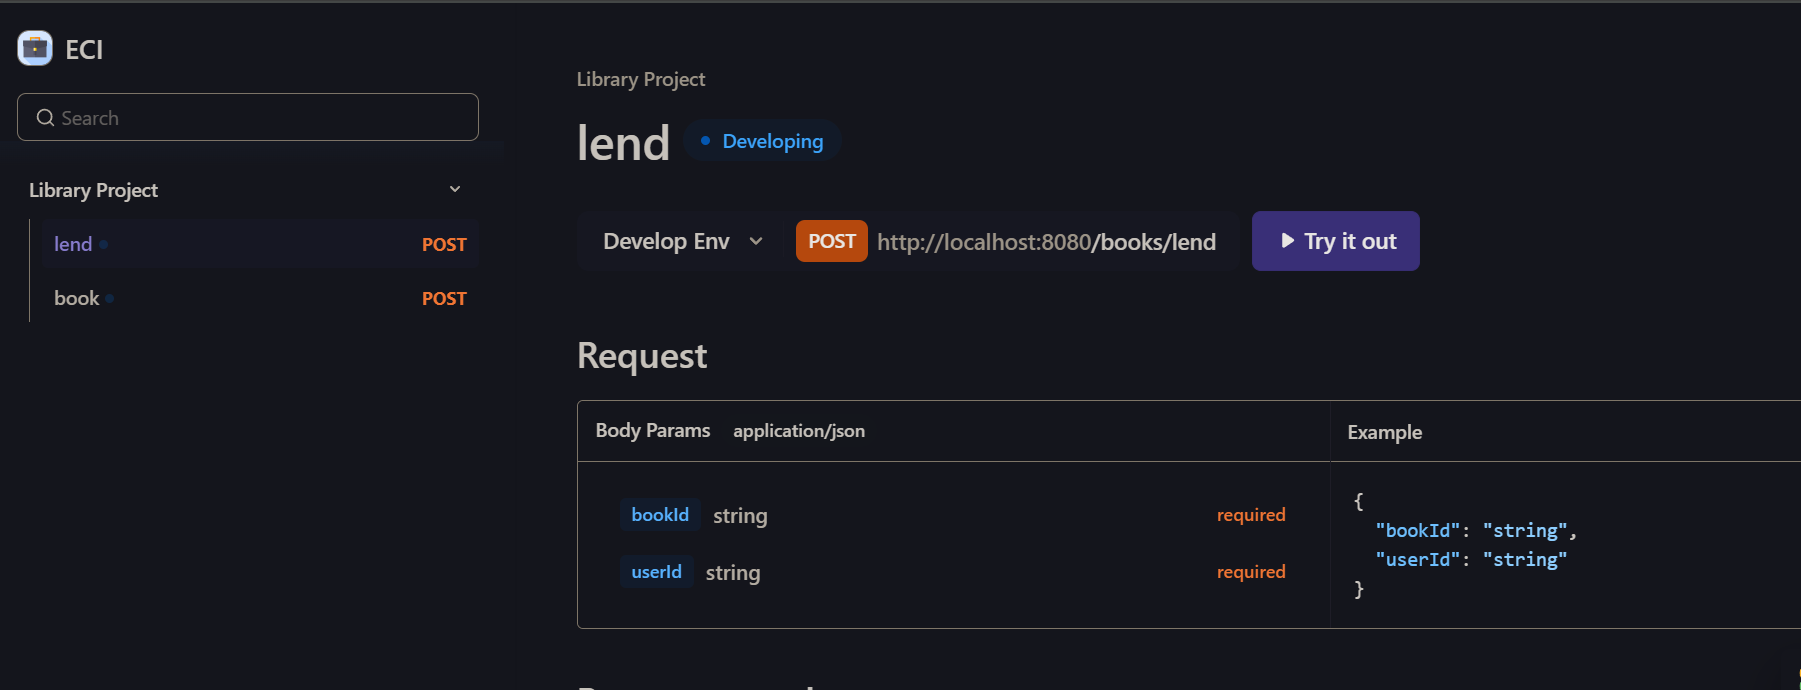 ECI
Search
Library Project
lend POST
book POST
Library Project
lend Developing
Develop Env POST http://localhost:8080/books/lend Try it out
Request
Body Params application/json
bookId string required
userId string required
Example
{
"bookId": "string",
"userId": "string"
}